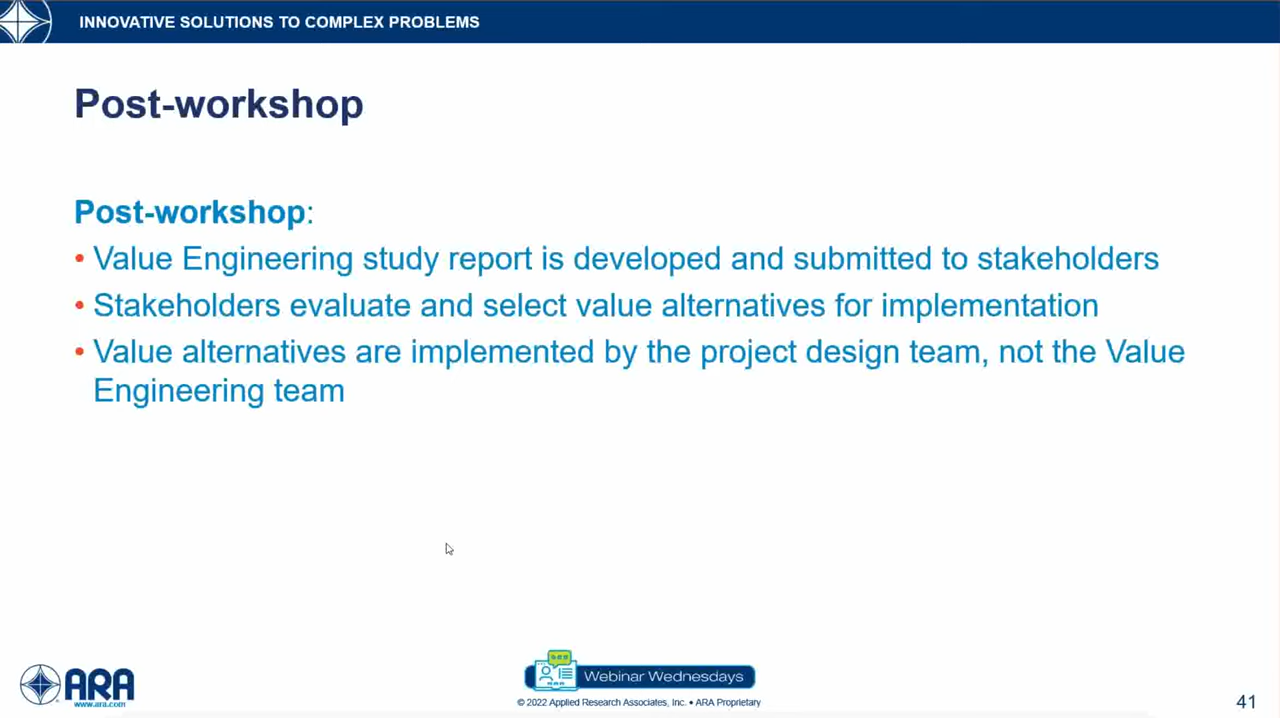 INNOVATIVE SOLUTIONS TO COMPLEX PROBLEMS
Post-workshop
Post-workshop:
• Value Engineering study report is developed and submitted to stakeholders
• Stakeholders evaluate and select value alternatives for implementation
• Value alternatives are implemented by the project design team, not the Value
Engineering team
ARA
www.ara.com
Webinar Wednesdays
© 2022 Applied Research Associates, Inc. • ARA Proprietary
41